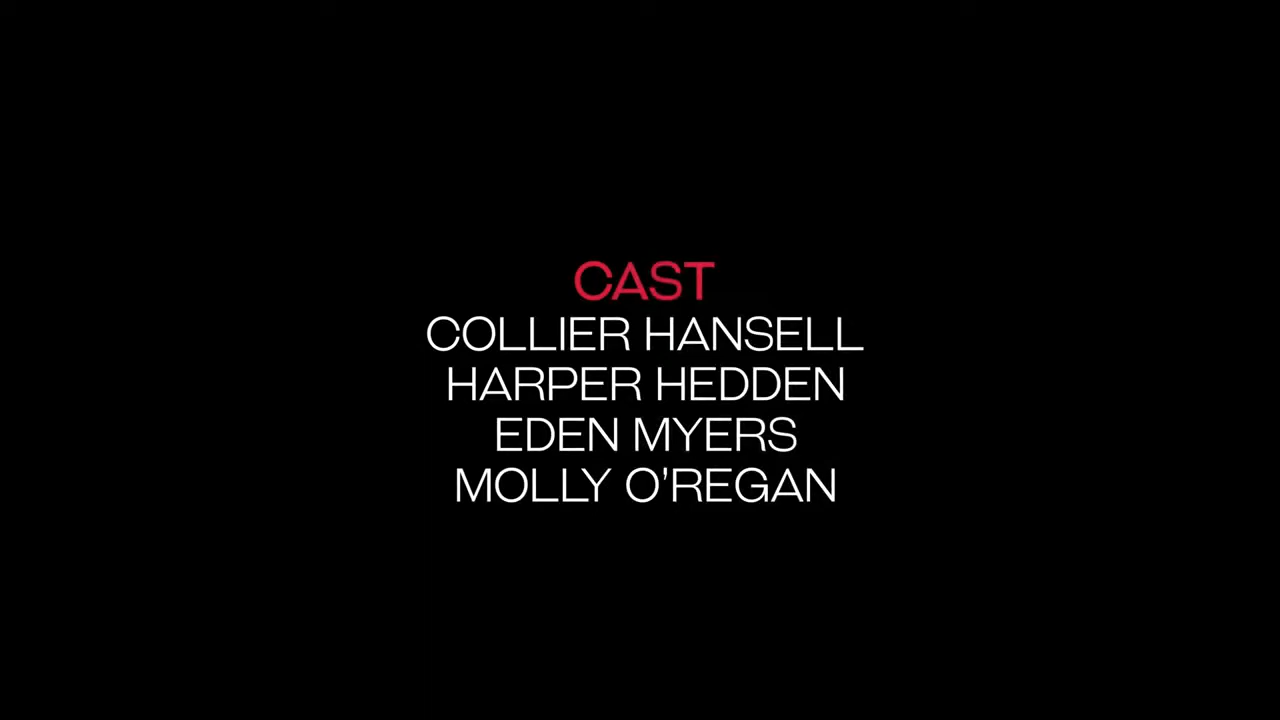 CAST
COLLIER HANSELL
HARPER HEDDEN
EDEN MYERS
MOLLY O’REGAN